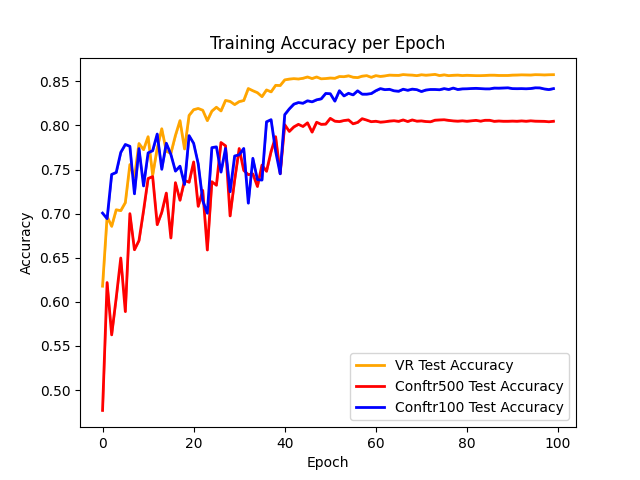 Training Accuracy per Epoch
0.85
0.80
0.75
0.70
0.65
0.60
0.55
0.50
Accuracy
0
20
40
60
80
100
Epoch
VR Test Accuracy
Conftr500 Test Accuracy
Conftr100 Test Accuracy